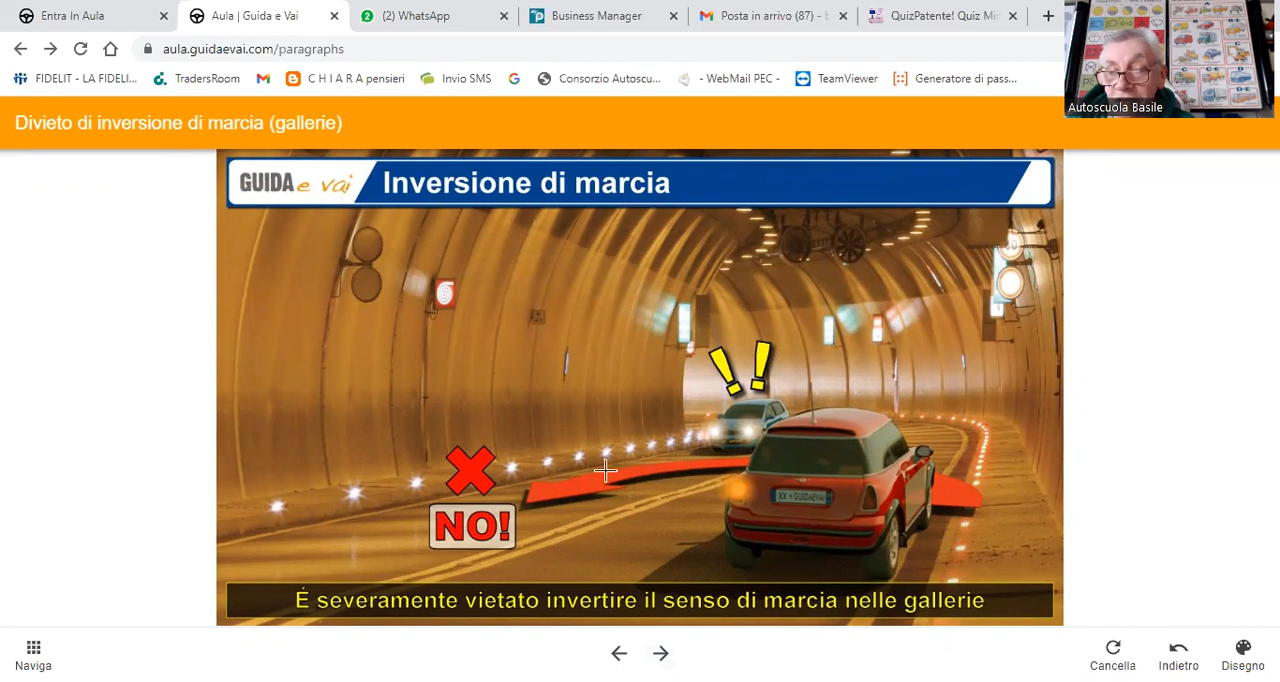 Entra In Aula
Aula | Guida e Vai
(2) WhatsApp
Business Manager
Posta in arrivo (87) - b
QuizPatente! Quiz Min
aula.guidaevai.com/paragraphs
FIDELIT - LA FIDELI...
TradersRoom
C H I A R A pensieri
Invio SMS
Consorzio Autoscu...
- WebMail PEC -
TeamViewer
Generatore di pass...
Autoscuola Basile
Divieto di inversione di marcia (gallerie)
GUIDA e vai
Inversione di marcia
!!
XX GUIDAEVAI
NO!
É severamente vietato invertire il senso di marcia nelle gallerie
Naviga
Cancella
Indietro
Disegno